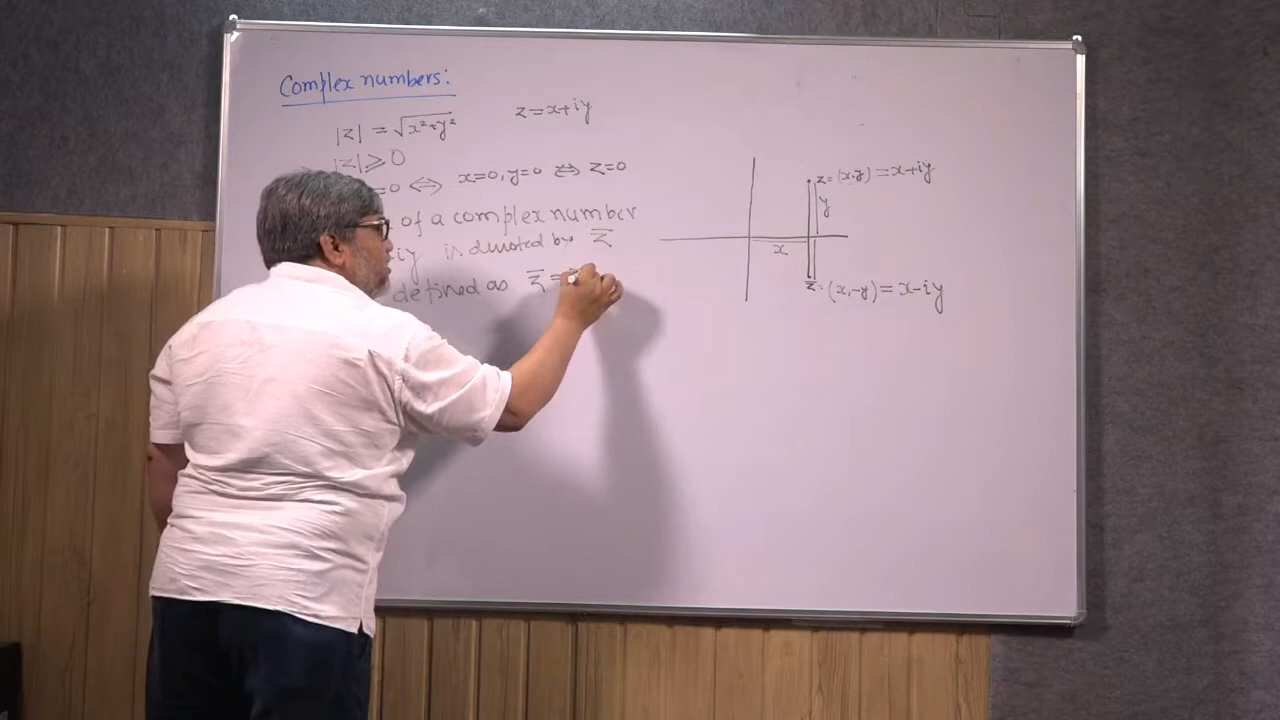 Complex numbers:
|z| = √x²+y² z=x+iy
|z| ⩾ 0
=0 ⇔ x=0, y=0 ⇔ z=0
of a complex number
iy is denoted by z̅
defined as z̅ =
z = (x,y) = x+iy
y
x
z̅ = (x,-y) = x-iy